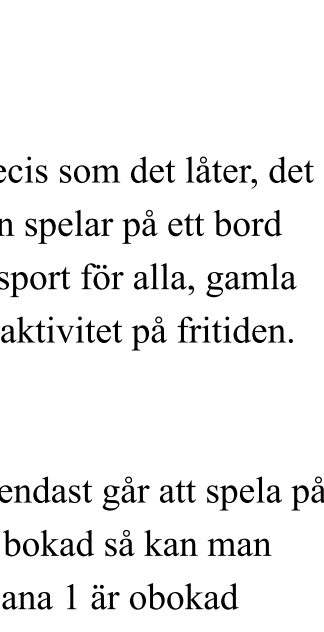 ecis som det låter, det
n spelar på ett bord
sport för alla, gamla
aktivitet på fritiden.
endast går att spela på
bokad så kan man
ana 1 är obokad